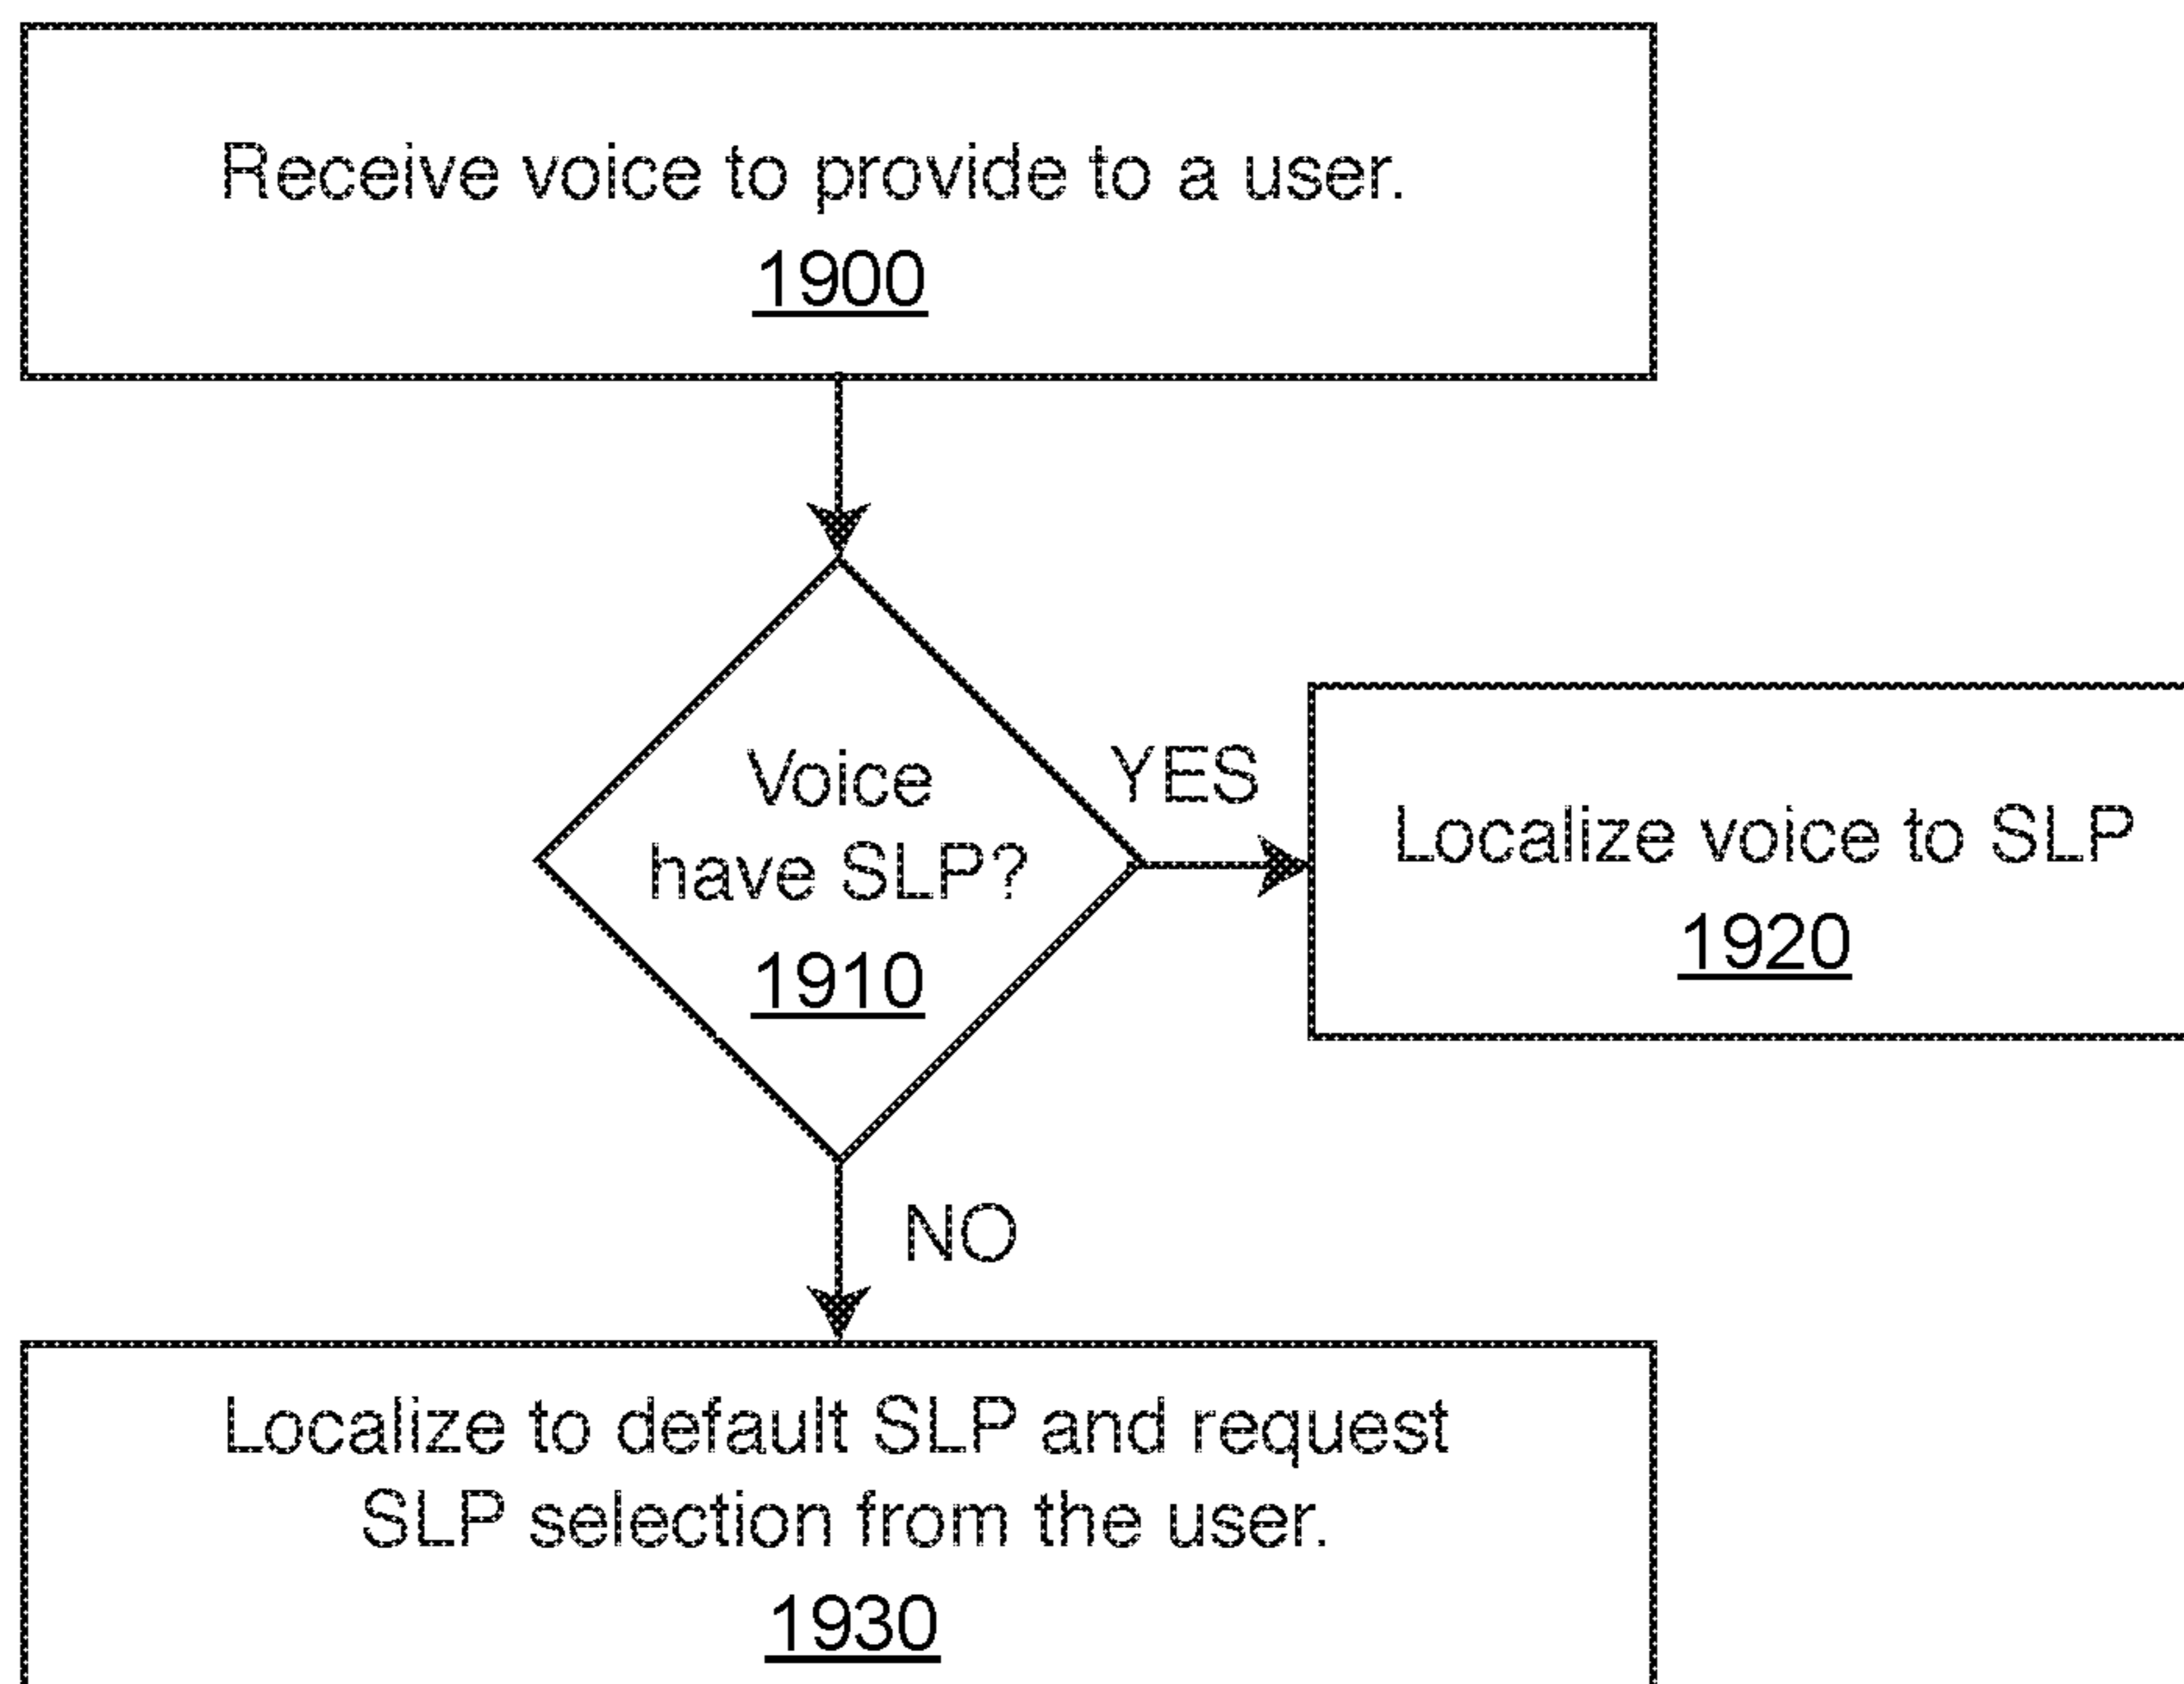 Receive voice to provide to a user.
1900
Voice
have SLP?
1910
YES
Localize voice to SLP
1920
NO
Localize to default SLP and request
SLP selection from the user.
1930